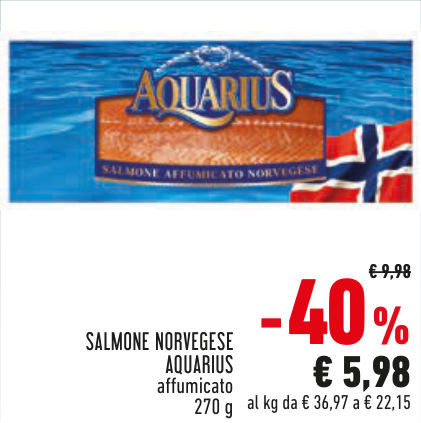 AQUARIUS
SALMONE AFFUMICATO NORVEGESE
€ 9,98
-40%
SALMONE NORVEGESE
AQUARIUS
affumicato
270 g
€ 5,98
al kg da € 36,97 a € 22,15